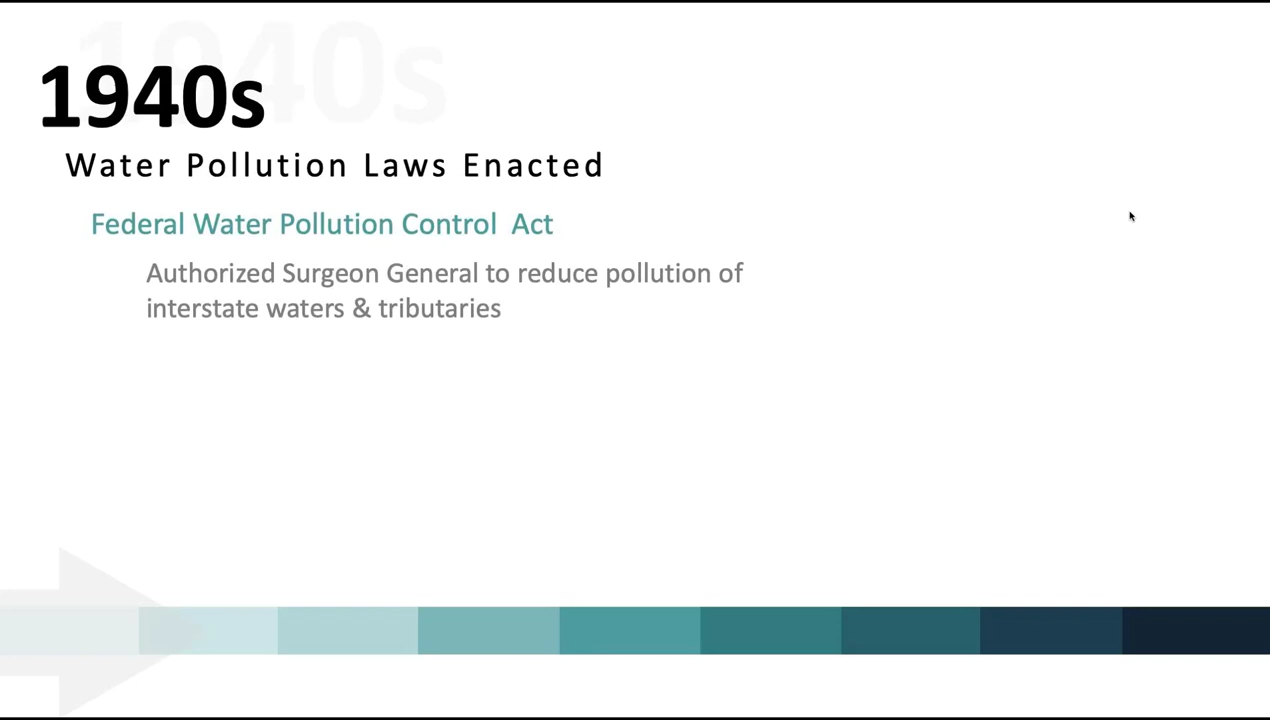 1940s
Water Pollution Laws Enacted
Federal Water Pollution Control Act
Authorized Surgeon General to reduce pollution of
interstate waters & tributaries